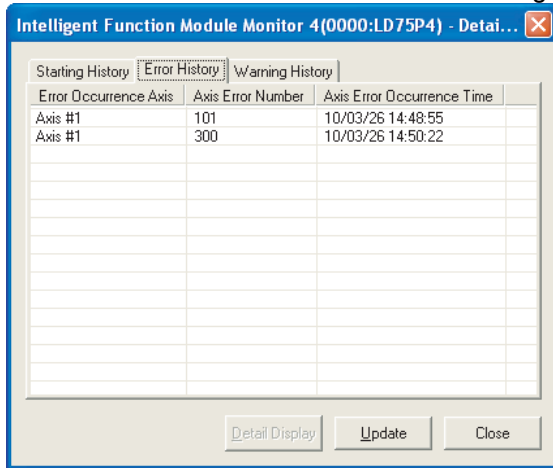 Intelligent Function Module Monitor 4(0000:LD75P4) - Detai...
Starting History Error History Warning History
Error Occurrence Axis Axis Error Number Axis Error Occurrence Time
Axis #1 101 10/03/26 14:48:55
Axis #1 300 10/03/26 14:50:22
Detail Display Update Close